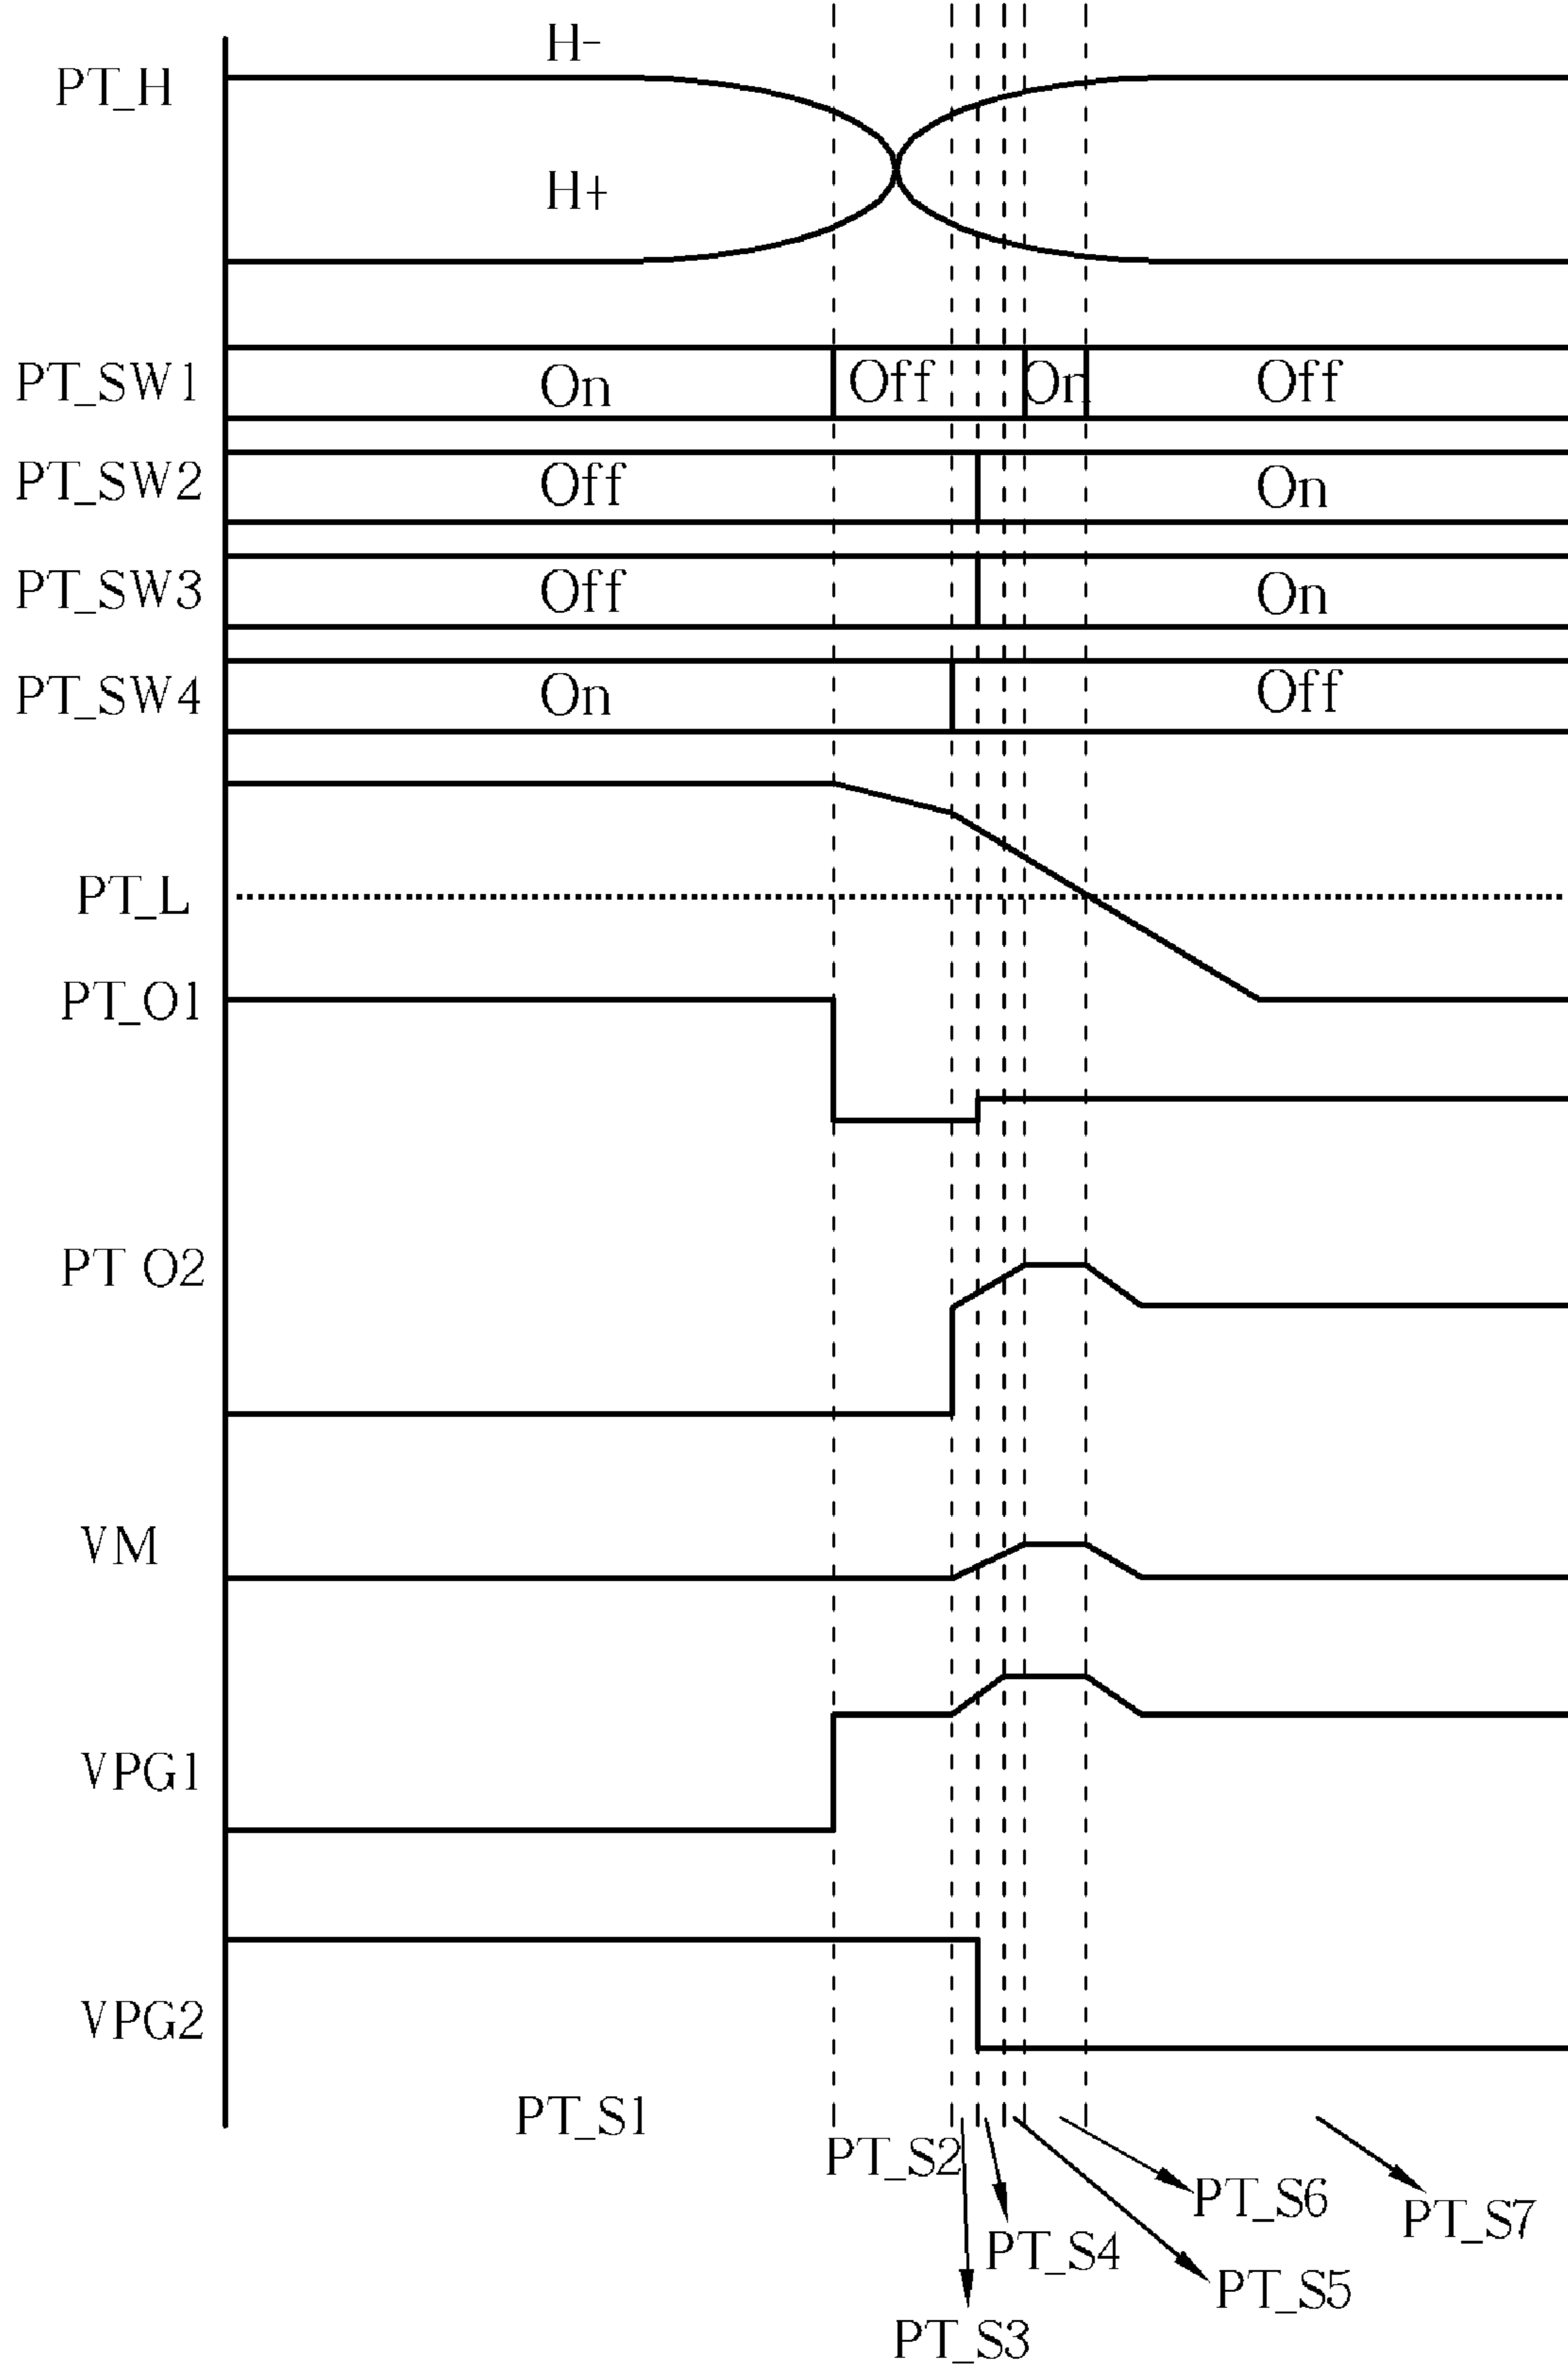 H-
PT_H
H+
PT_SW1 On Off On Off
PT_SW2 Off On
PT_SW3 Off On
PT_SW4 On Off
PT_L
PT_O1
PT O2
VM
VPG1
VPG2
PT_S1
PT_S2
PT_S6
PT_S7
PT_S4
PT_S5
PT_S3